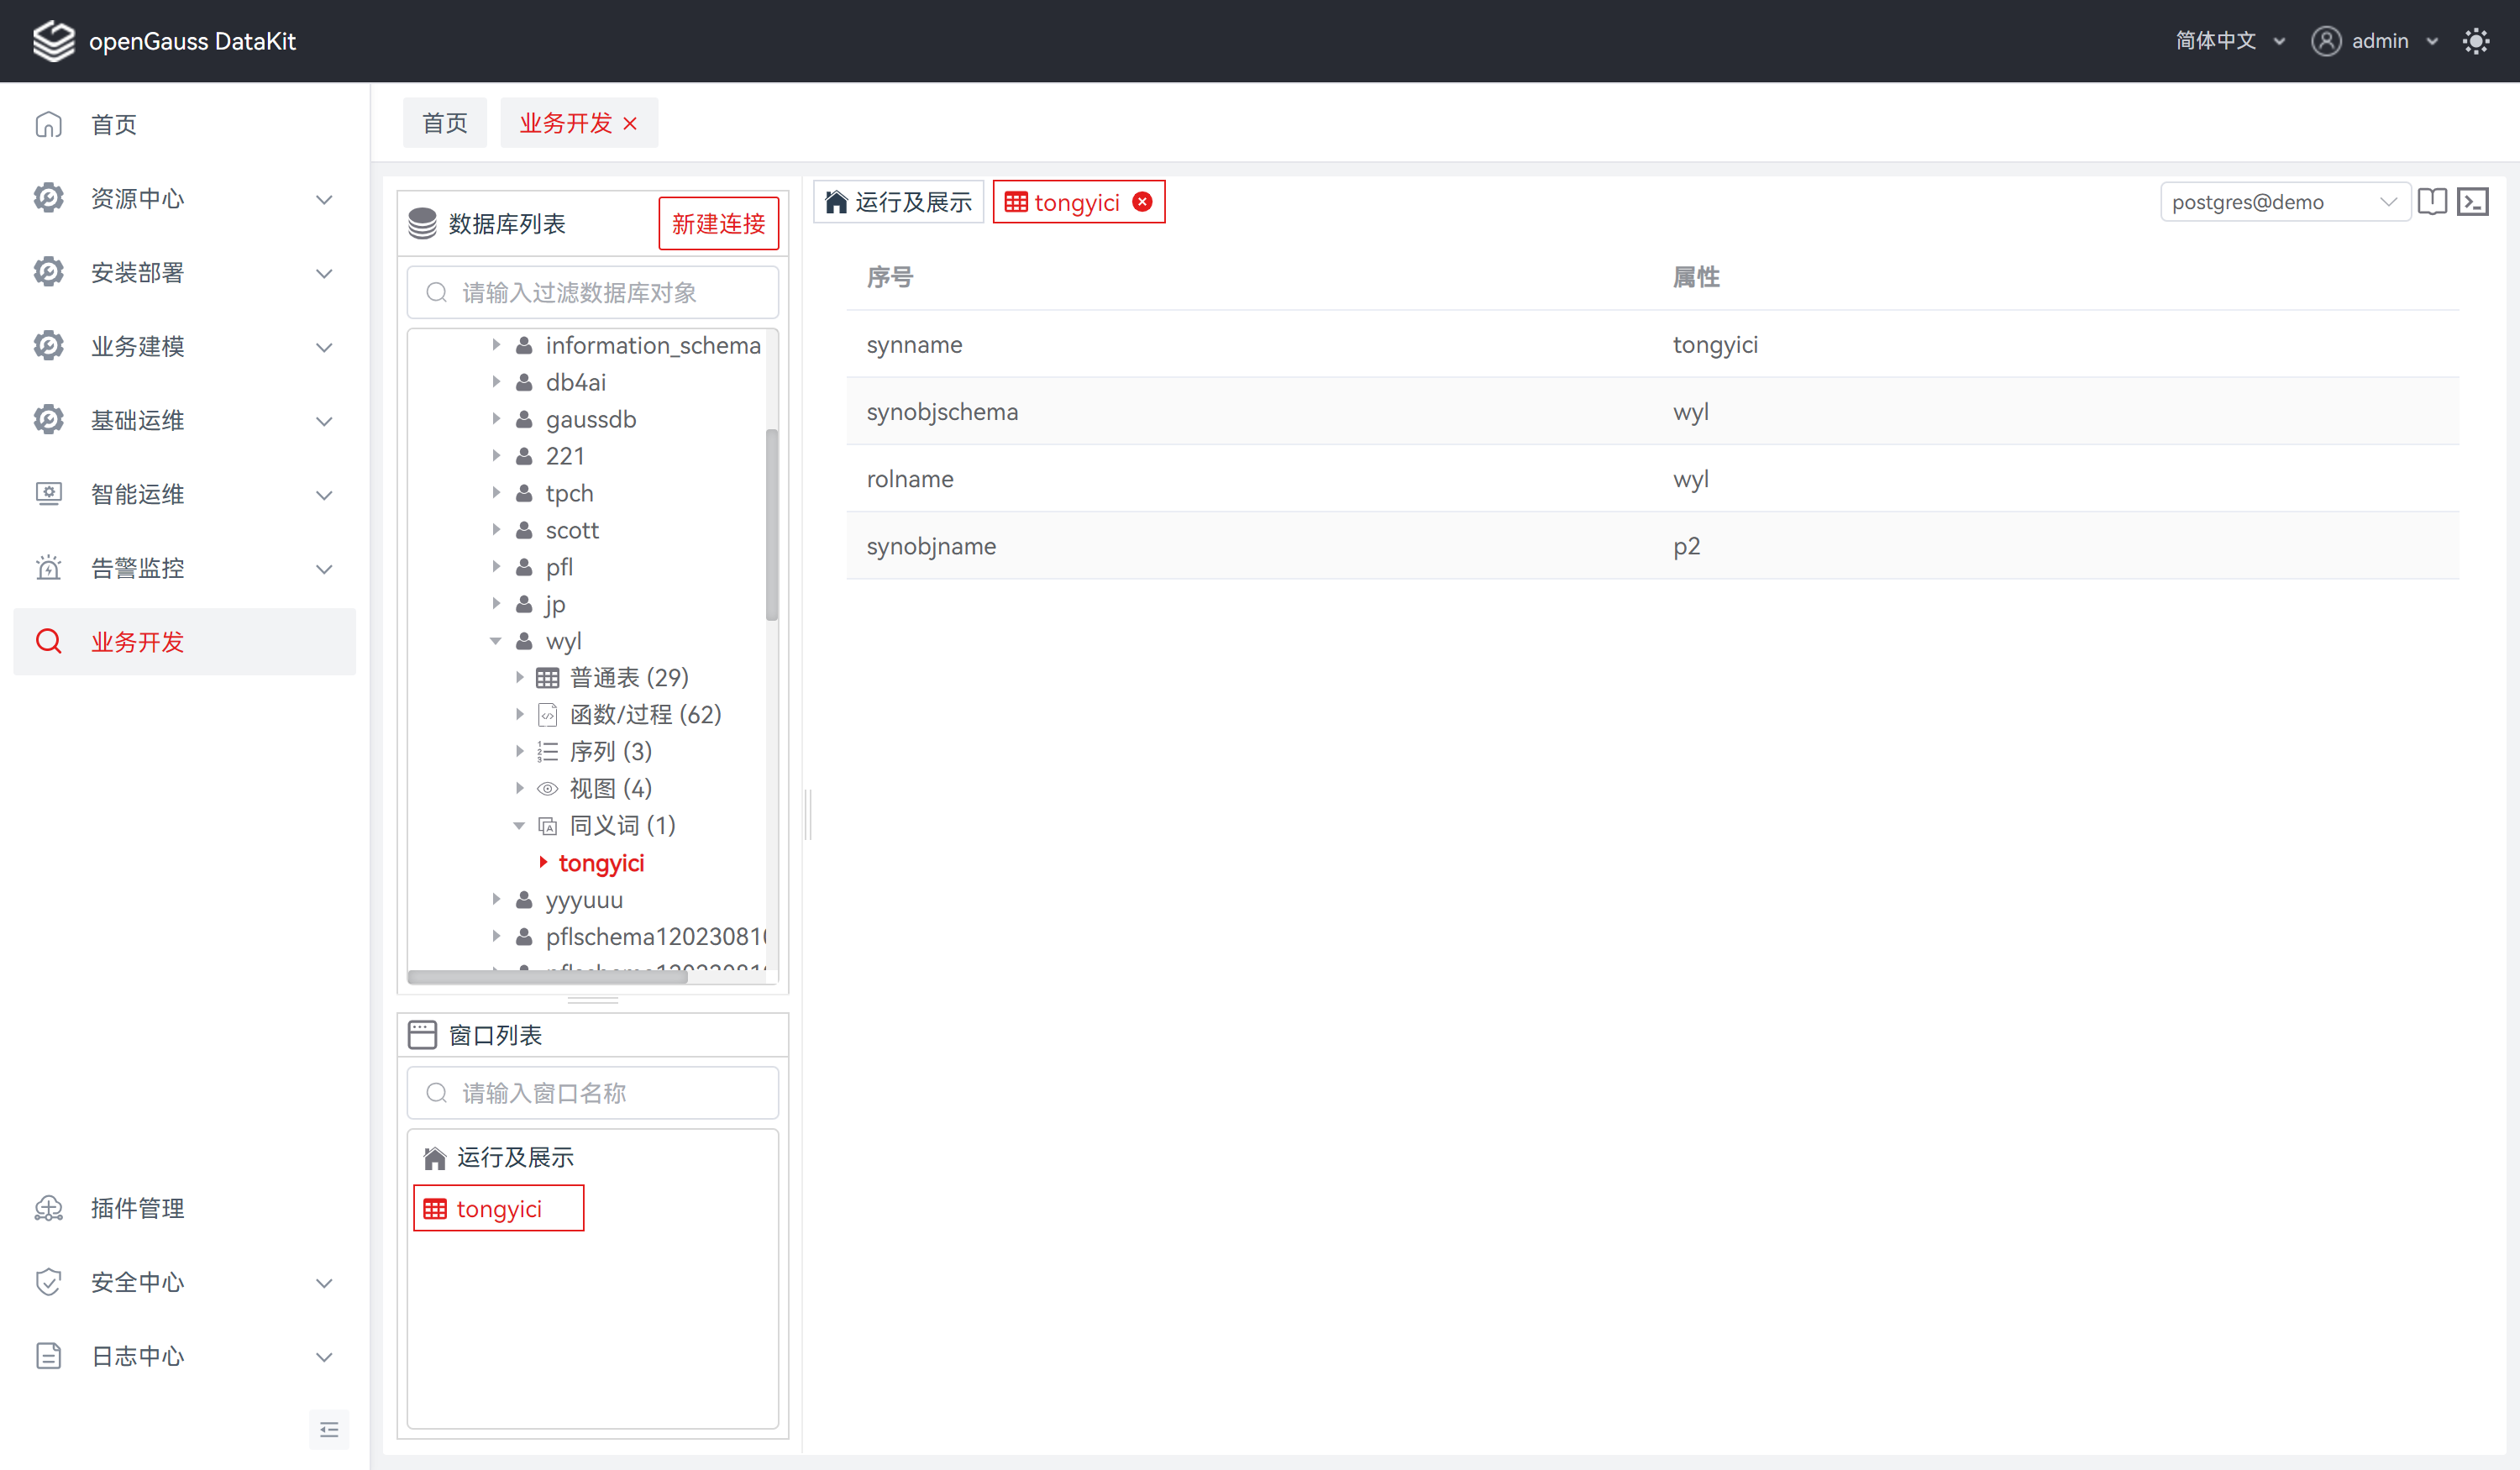 openGauss DataKit
简体中文
admin
首页
资源中心
安装部署
业务建模
基础运维
智能运维
告警监控
业务开发
插件管理
安全中心
日志中心
首页
业务开发
数据库列表
新建连接
请输入过滤数据库对象
information_schema
db4ai
gaussdb
221
tpch
scott
pfl
jp
wyl
普通表 (29)
函数/过程 (62)
序列 (3)
视图 (4)
同义词 (1)
tongyici
yyyuuu
pflschema120230810
窗口列表
请输入窗口名称
运行及展示
tongyici
运行及展示
tongyici
postgres@demo
序号 属性
synname tongyici
synobjschema wyl
rolname wyl
synobjname p2